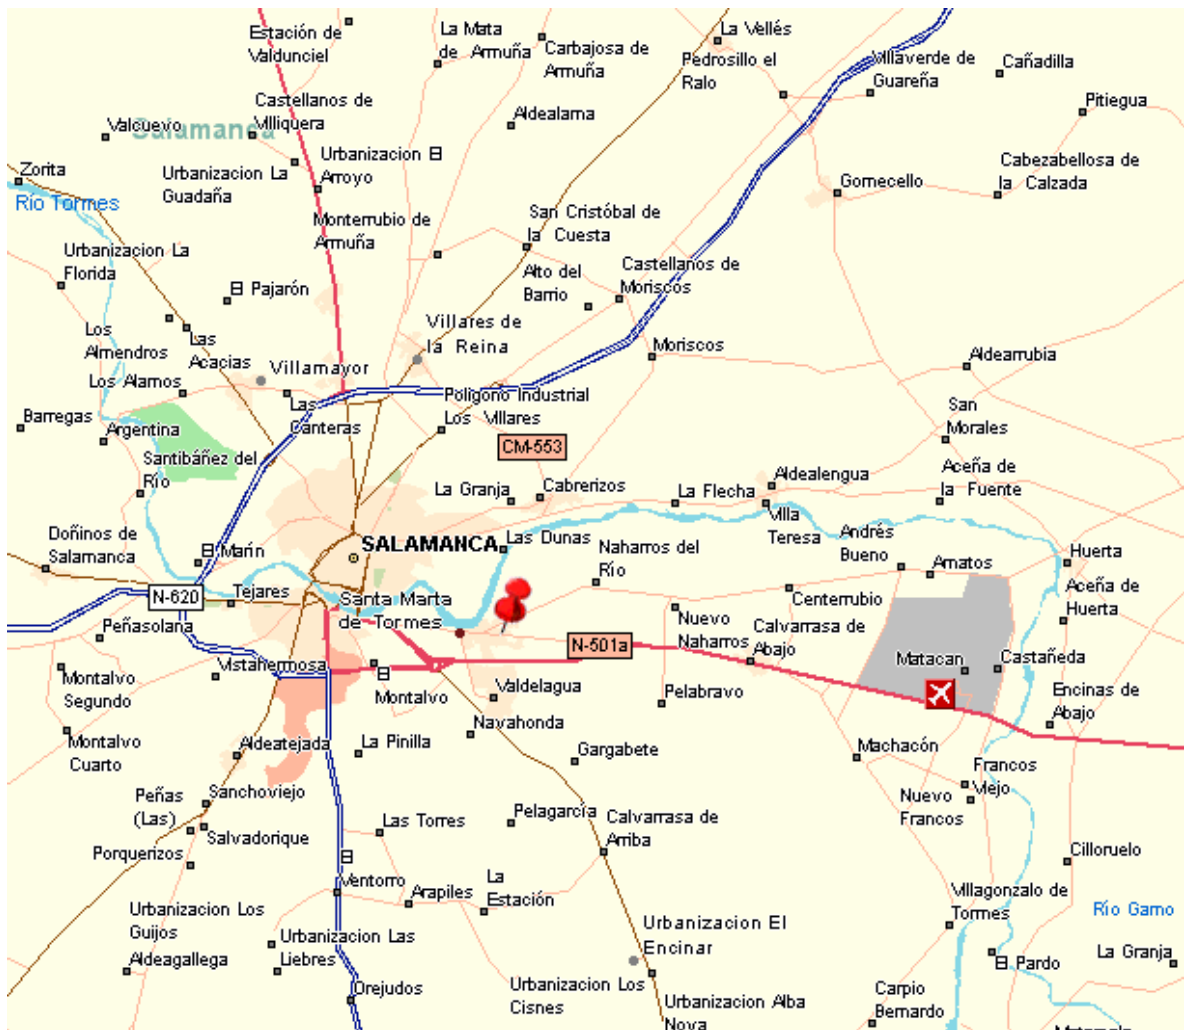 Estación de
Valdunciel
La Mata
de Armuña
Carbajosa de
Armuña
La Vellés
Pedrosillo el
Ralo
Villaverde de
Guareña
Cañadilla
Pitiegua
Castellanos de
Villiquera
Valcuevo
Salamanca
Aldealama
Urbanizacion
Arroyo
Urbanizacion La
Guadaña
Zorita
Río Tormes
Cabezabellosa de
la Calzada
Gomecello
Monterrubio de
Armuña
San Cristóbal de
la Cuesta
Urbanizacion La
Florida
Pajarón
Alto del
Barrio
Castellanos de
Moriscos
Los
Almendros
Las
Acacias
Villares de
la Reina
Moriscos
Aldearrubia
Villamayor
Los Alamos
Las
Canteras
Polígono Industrial
Los Villares
Barregas
Argentina
San
Morales
CM-553
Santibáñez del
Río
La Granja
Cabrerizos
Aldealengua
Aceña de
la Fuente
La Flecha
Villa
Teresa
Andrés
Bueno
Doñinos de
Salamanca
Marín
SALAMANCA
Las Dunas
Naharros del
Río
Huerta
Amatos
Aceña de
Huerta
N-620
Tejares
Santa Marta
de Tormes
Centerrubio
Peñasolana
Nuevo
Naharros
Calvarrasa de
Abajo
N-501a
Vistahermosa
Matacan
Castañeda
Montalvo
Segundo
Montalvo
Valdelagua
Pelabravo
Encinas de
Abajo
Navahonda
Montalvo
Cuarto
Aldeatejada
La Pinilla
Gargabete
Machacón
Francos
Viejo
Nuevo
Francos
Sanchoviejo
Peñas
(Las)
Salvadorique
Las Torres
Pelagarcía
Calvarrasa de
Arriba
Porquerizos
Cilloruelo
Ventorro
Arapiles
La
Estación
Villagonzalo de
Tormes
Río Gamo
Urbanizacion Los
Guijos
Urbanizacion Las
Liebres
Urbanizacion El
Encinar
Aldeagallega
Pardo
La Granja
Orejudos
Urbanizacion Los
Cisnes
Urbanizacion Alba
Nova
Carpio
Bernardo